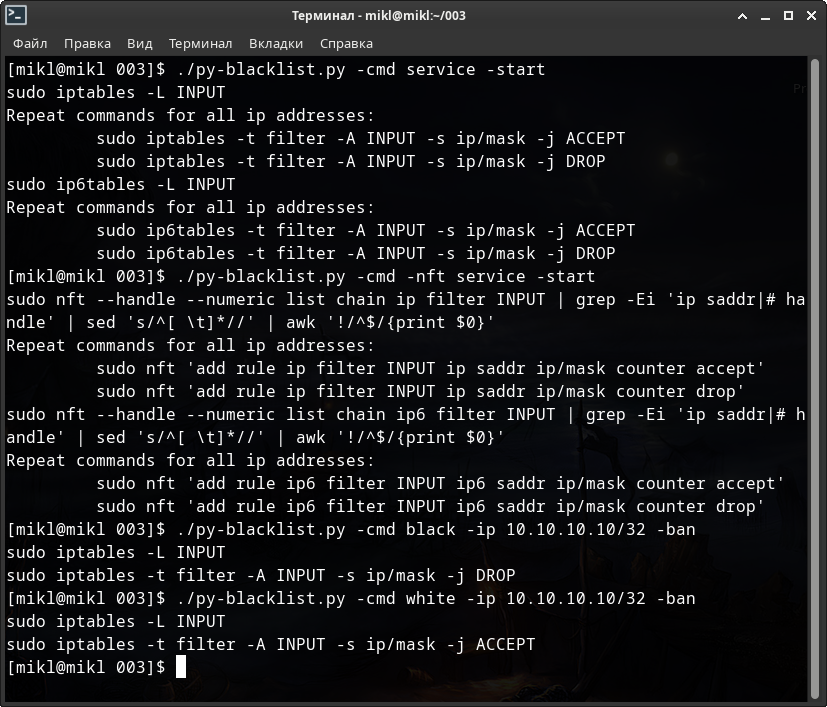 Терминал - mikl@mikl:~/003
Файл Правка Вид Терминал Вкладки Справка
[mikl@mikl 003]$ ./py-blacklist.py -cmd service -start
sudo iptables -L INPUT
Repeat commands for all ip addresses:
sudo iptables -t filter -A INPUT -s ip/mask -j ACCEPT
sudo iptables -t filter -A INPUT -s ip/mask -j DROP
sudo ip6tables -L INPUT
Repeat commands for all ip addresses:
sudo ip6tables -t filter -A INPUT -s ip/mask -j ACCEPT
sudo ip6tables -t filter -A INPUT -s ip/mask -j DROP
[mikl@mikl 003]$ ./py-blacklist.py -cmd -nft service -start
sudo nft --handle --numeric list chain ip filter INPUT | grep -Ei 'ip saddr|# ha
ndle' | sed 's/^[ \t]*//' | awk '!/^$/{print $0}'
Repeat commands for all ip addresses:
sudo nft 'add rule ip filter INPUT ip saddr ip/mask counter accept'
sudo nft 'add rule ip filter INPUT ip saddr ip/mask counter drop'
sudo nft --handle --numeric list chain ip6 filter INPUT | grep -Ei 'ip saddr|# h
andle' | sed 's/^[ \t]*//' | awk '!/^$/{print $0}'
Repeat commands for all ip addresses:
sudo nft 'add rule ip6 filter INPUT ip6 saddr ip/mask counter accept'
sudo nft 'add rule ip6 filter INPUT ip6 saddr ip/mask counter drop'
[mikl@mikl 003]$ ./py-blacklist.py -cmd black -ip 10.10.10.10/32 -ban
sudo iptables -L INPUT
sudo iptables -t filter -A INPUT -s ip/mask -j DROP
[mikl@mikl 003]$ ./py-blacklist.py -cmd white -ip 10.10.10.10/32 -ban
sudo iptables -L INPUT
sudo iptables -t filter -A INPUT -s ip/mask -j ACCEPT
[mikl@mikl 003]$